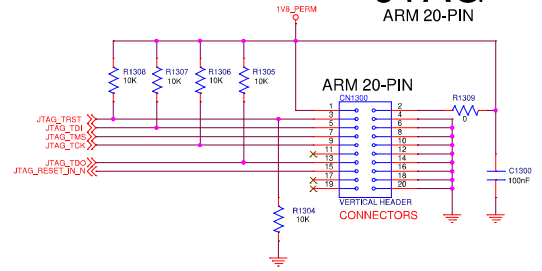 JTAG
ARM 20-PIN
1V8_PERM
R1308
10K
R1307
10K
R1306
10K
R1305
10K
ARM 20-PIN
CN1300
R1309
0
JTAG_TRST
JTAG_TDI
JTAG_TMS
JTAG_TCK
JTAG_TDO
JTAG_RESET_IN_N
1 2
3 4
5 6
7 8
9 10
11 12
13 14
15 16
17 18
19 20
C1300
100nF
VERTICAL HEADER
CONNECTORS
R1304
10K